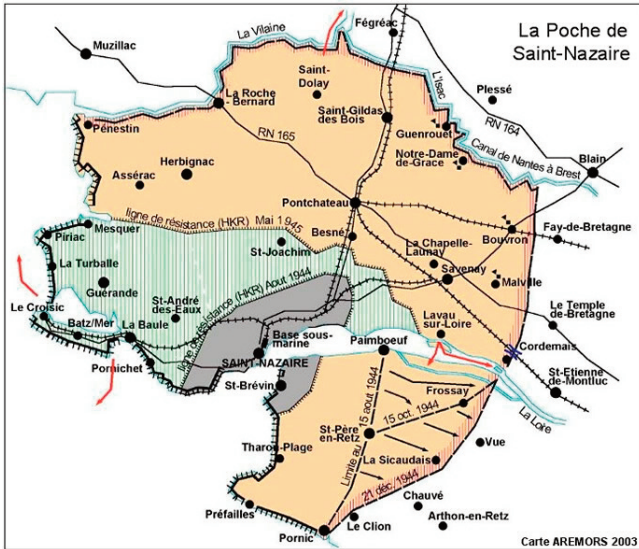 La Poche de
Saint-Nazaire
Muzillac
La Vilaine
Fégréac
La Roche
- Bernard
Saint-
Dolay
L'Isac
Plessé
Saint-Gildas
des Bois
RN 164
Pénestin
RN 165
Guenrouet
Canal de Nantes à Brest
Notre-Dame
de-Grace
Blain
Herbignac
Assérac
Pontchateau
ligne de résistance (HKR) Mai 1945
Mesquer
Piriac
Besné
Bouvron
Fay-de-Bretagne
St-Joachim
La Chapelle-
Launay
La Turballe
Savenay
Malville
Guérande
ligne de résistance (HKR) Aout 1944
St-André
des-Eaux
Le Croisic
Batz/Mer
La Baule
Lavau
sur-Loire
Le Temple
de-Bretagne
Base sous-
marine
Paimboeuf
Cordemais
Pornichet
SAINT-NAZAIRE
St-Etienne
de-Montluc
St-Brévin
Frossay
La Loire
Limite au 15 août 1944
15 oct. 1944
St-Père
en-Retz
Vue
Tharon-Plage
La Sicaudais
21 déc. 1944
Préfailles
Chauvé
Le Clion
Arthon-en-Retz
Pornic
Carte AREMORS 2003